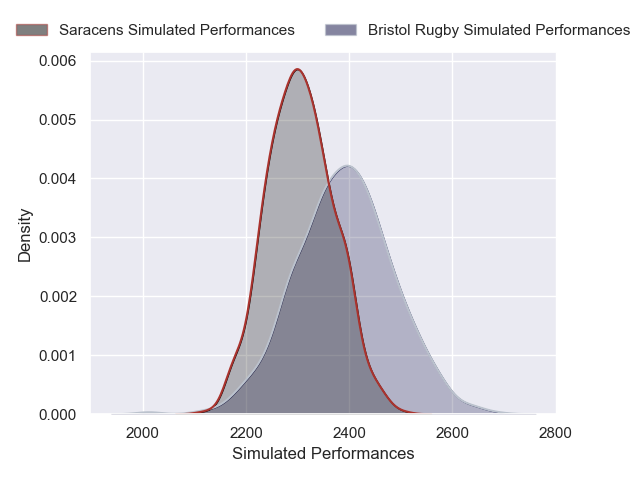 Saracens Simulated Performances
Bristol Rugby Simulated Performances
0.006
0.005
0.004
0.003
0.002
0.001
0.000
Density
2000 2200 2400 2600 2800
Simulated Performances